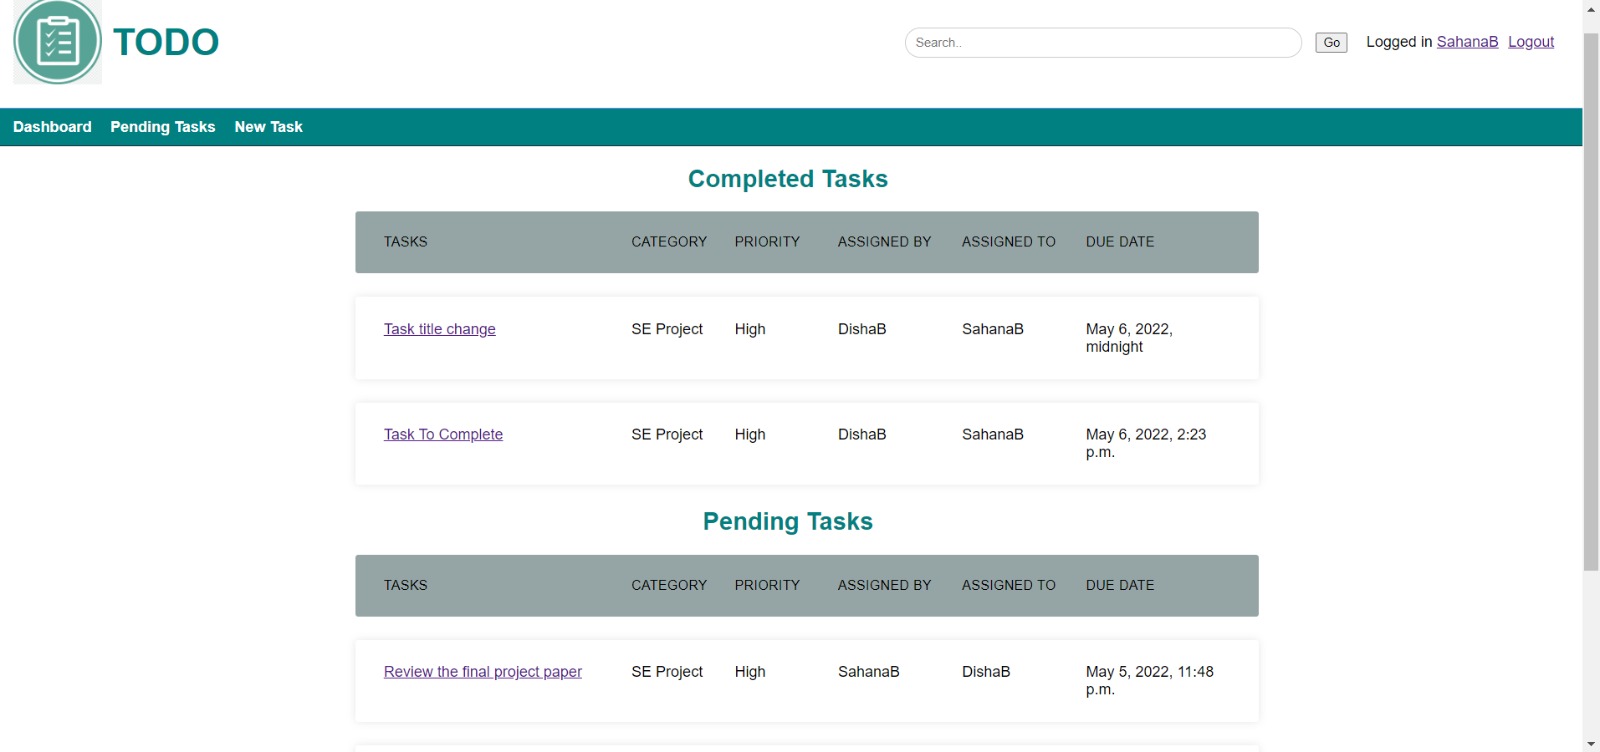 TODO
Search..
Go
Logged in SahanaB Logout
Dashboard Pending Tasks New Task
Completed Tasks
TASKS CATEGORY PRIORITY ASSIGNED BY ASSIGNED TO DUE DATE
Task title change SE Project High DishaB SahanaB May 6, 2022,
midnight
Task To Complete SE Project High DishaB SahanaB May 6, 2022, 2:23
p.m.
Pending Tasks
TASKS CATEGORY PRIORITY ASSIGNED BY ASSIGNED TO DUE DATE
Review the final project paper SE Project High SahanaB DishaB May 5, 2022, 11:48
p.m.